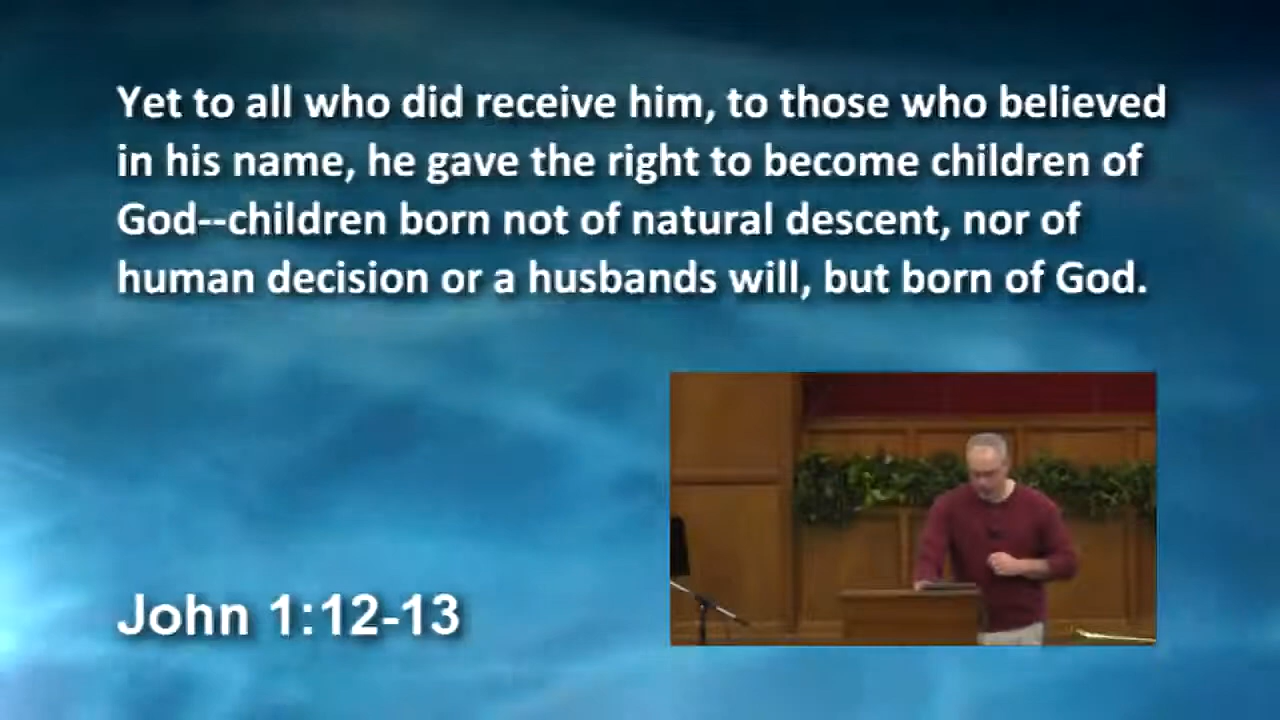 Yet to all who did receive him, to those who believed
in his name, he gave the right to become children of
God--children born not of natural descent, nor of
human decision or a husbands will, but born of God.
John 1:12-13